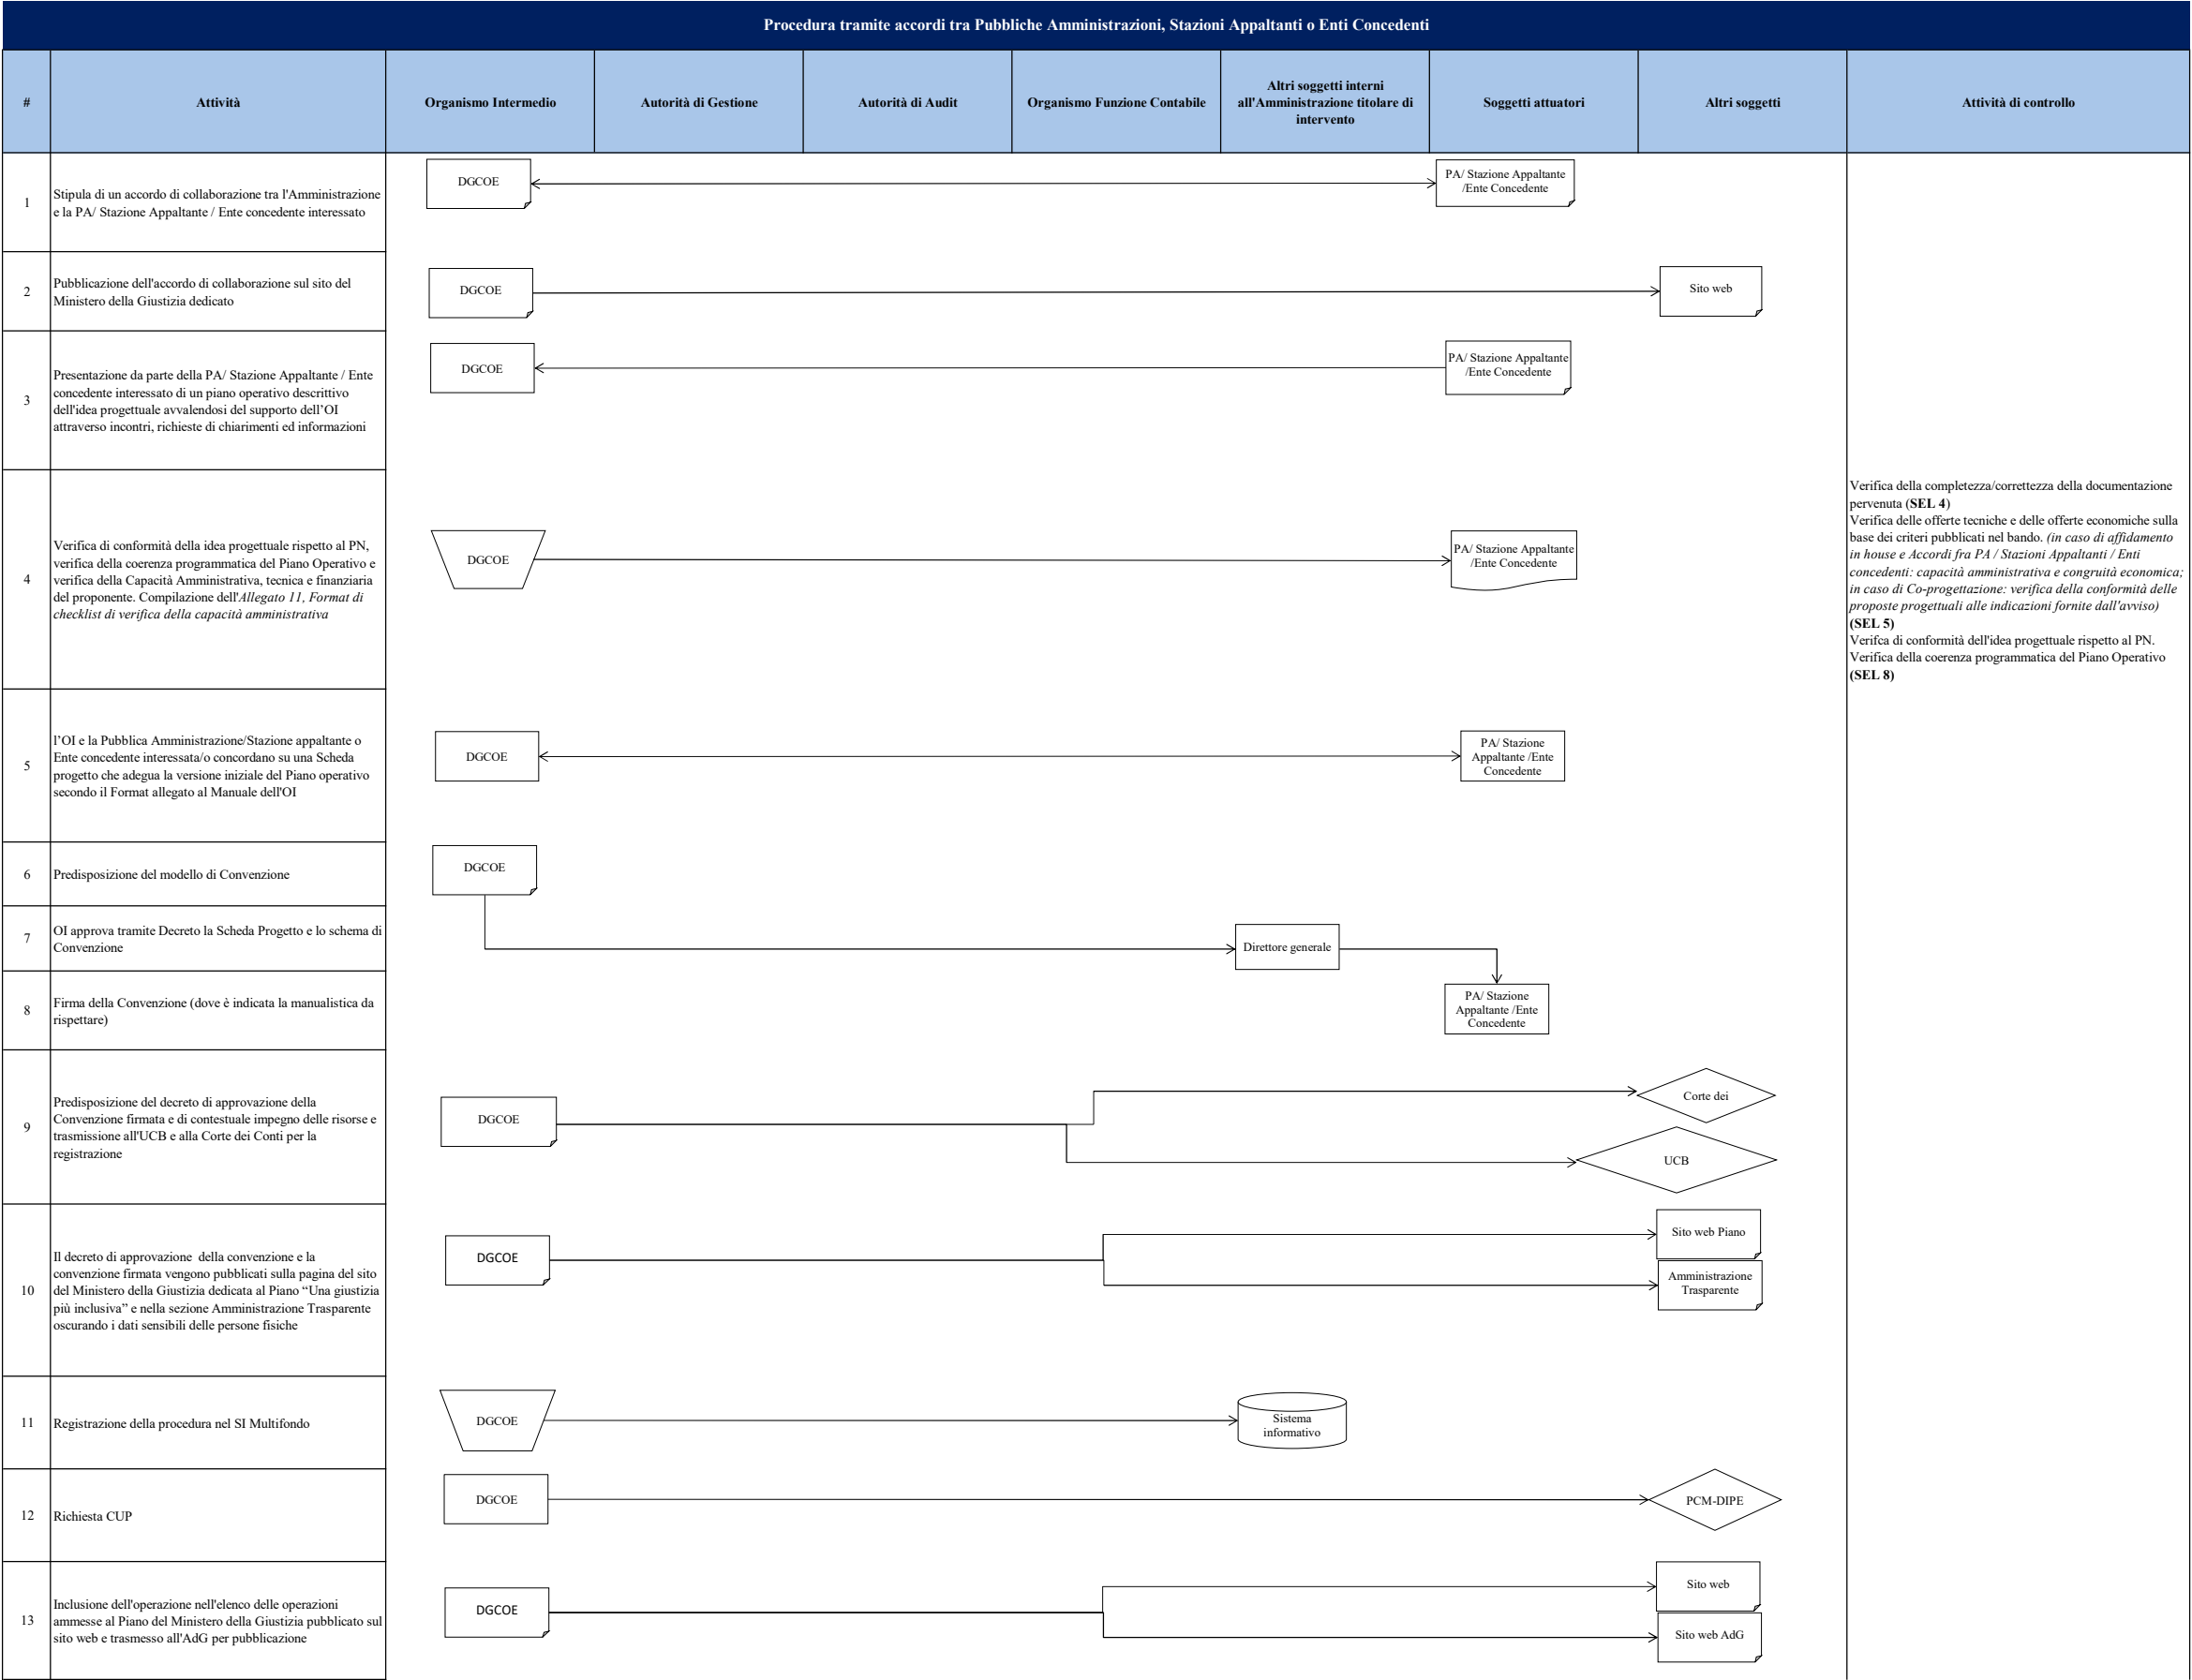 Procedura tramite accordi tra Pubbliche Amministrazioni, Stazioni Appaltanti o Enti Concedenti
#
Attività
Organismo Intermedio
Autorità di Gestione
Autorità di Audit
Organismo Funzione Contabile
Altri soggetti interni
all'Amministrazione titolare di
intervento
Soggetti attuatori
Altri soggetti
Attività di controllo
1
Stipula di un accordo di collaborazione tra l'Amministrazione
e la PA/ Stazione Appaltante / Ente concedente interessato
DGCOE
PA/ Stazione Appaltante
/Ente Concedente
2
Pubblicazione dell'accordo di collaborazione sul sito del
Ministero della Giustizia dedicato
DGCOE
Sito web
3
Presentazione da parte della PA/ Stazione Appaltante / Ente
concedente interessato di un piano operativo descrittivo
dell'idea progettuale avvalendosi del supporto dell’OI
attraverso incontri, richieste di chiarimenti ed informazioni
DGCOE
PA/ Stazione Appaltante
/Ente Concedente
4
Verifica di conformità della idea progettuale rispetto al PN,
verifica della coerenza programmatica del Piano Operativo e
verifica della Capacità Amministrativa, tecnica e finanziaria
del proponente. Compilazione dell'Allegato 11, Format di
checklist di verifica della capacità amministrativa
DGCOE
PA/ Stazione Appaltante
/Ente Concedente
Verifica della completezza/correttezza della documentazione
pervenuta (SEL 4)
Verifica delle offerte tecniche e delle offerte economiche sulla
base dei criteri pubblicati nel bando. (in caso di affidamento
in house e Accordi fra PA / Stazioni Appaltanti / Enti
concedenti: capacità amministrativa e congruità economica;
in caso di Co-progettazione: verifica della conformità delle
proposte progettuali alle indicazioni fornite dall'avviso)
(SEL 5)
Verifca di conformità dell'idea progettuale rispetto al PN.
Verifica della coerenza programmatica del Piano Operativo
(SEL 8)
5
l’OI e la Pubblica Amministrazione/Stazione appaltante o
Ente concedente interessata/o concordano su una Scheda
progetto che adegua la versione iniziale del Piano operativo
secondo il Format allegato al Manuale dell'OI
DGCOE
PA/ Stazione
Appaltante /Ente
Concedente
6
Predisposizione del modello di Convenzione
DGCOE
7
OI approva tramite Decreto la Scheda Progetto e lo schema di
Convenzione
Direttore generale
8
Firma della Convenzione (dove è indicata la manualistica da
rispettare)
PA/ Stazione
Appaltante /Ente
Concedente
9
Predisposizione del decreto di approvazione della
Convenzione firmata e di contestuale impegno delle risorse e
trasmissione all'UCB e alla Corte dei Conti per la
registrazione
DGCOE
Corte dei
UCB
10
Il decreto di approvazione della convenzione e la
convenzione firmata vengono pubblicati sulla pagina del sito
del Ministero della Giustizia dedicata al Piano “Una giustizia
più inclusiva” e nella sezione Amministrazione Trasparente
oscurando i dati sensibili delle persone fisiche
DGCOE
Sito web Piano
Amministrazione
Trasparente
11
Registrazione della procedura nel SI Multifondo
DGCOE
Sistema
informativo
12
Richiesta CUP
DGCOE
PCM-DIPE
13
Inclusione dell'operazione nell'elenco delle operazioni
ammesse al Piano del Ministero della Giustizia pubblicato sul
sito web e trasmesso all'AdG per pubblicazione
DGCOE
Sito web
Sito web AdG